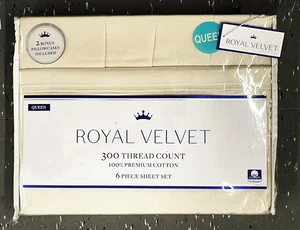 2 BONUS
PILLOWCASES
INCLUDED
QUEEN
ROYAL VELVET
QUEEN
ROYAL VELVET
300 THREAD COUNT
100% PREMIUM COTTON
6 PIECE SHEET SET